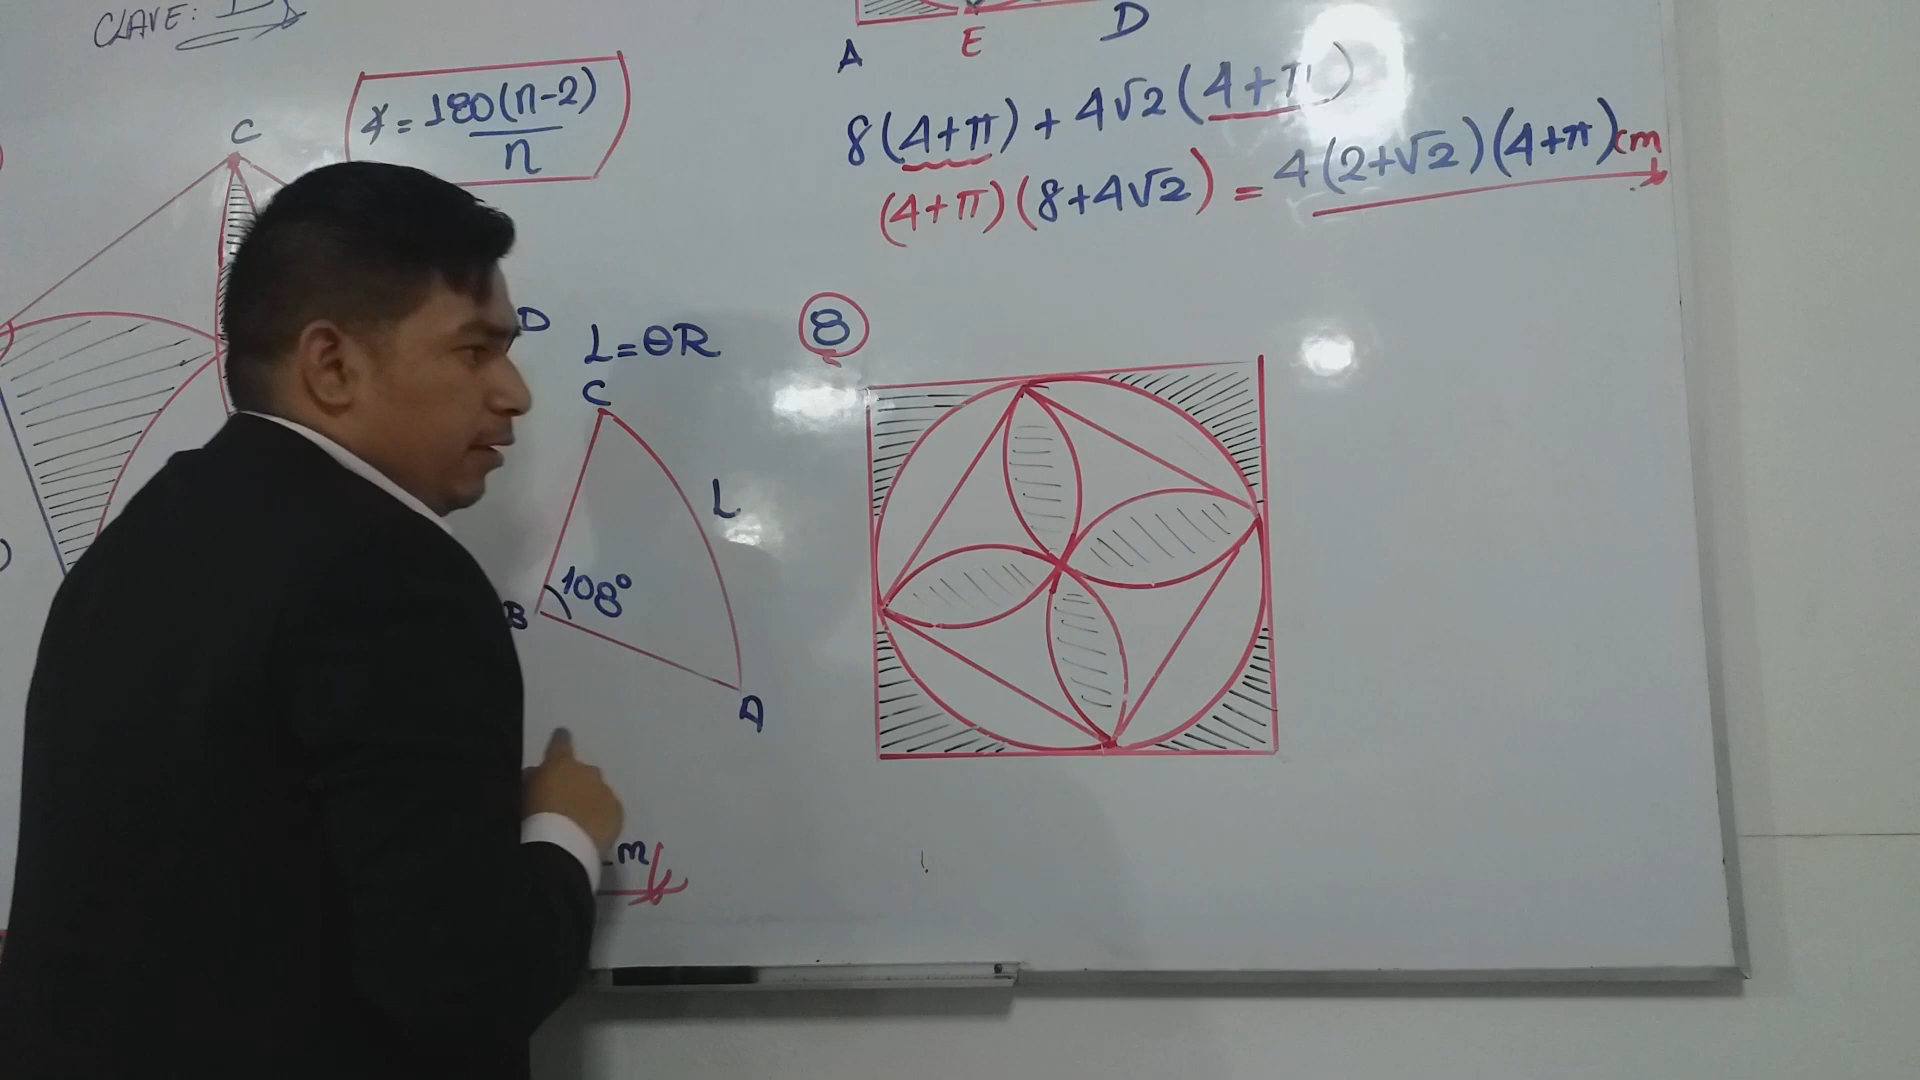 CLAVE:
C
∡ = 180(n-2)
n
A E D
8(4+π) + 4√2(4+π)
(4+π)(8+4√2) = 4(2+√2)(4+π)cm
D
L=θR
8
C
L
108°
B
A
m